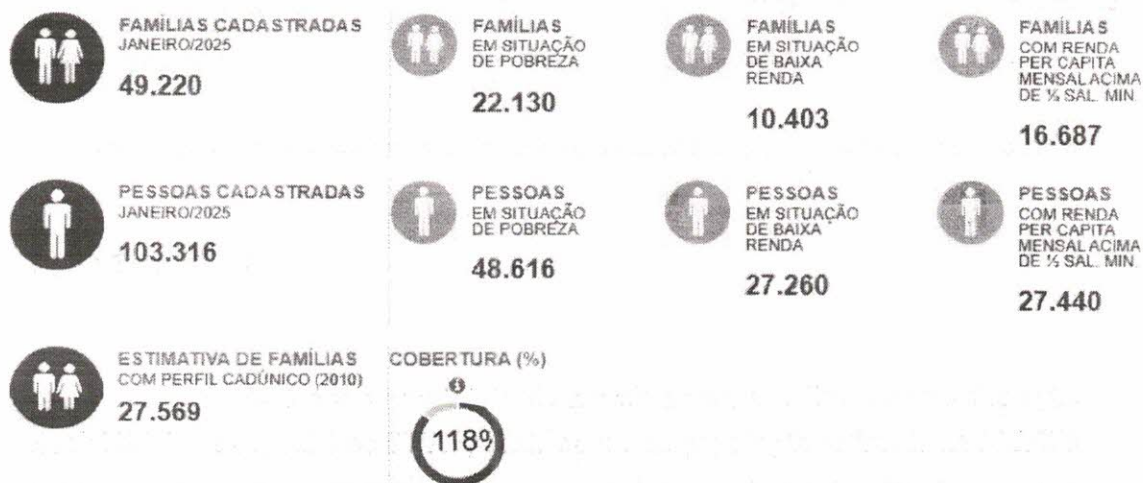 FAMÍLIAS CADASTRADAS
JANEIRO/2025
49.220
FAMÍLIAS
EM SITUAÇÃO
DE POBREZA
22.130
FAMÍLIAS
EM SITUAÇÃO
DE BAIXA
RENDA
10.403
FAMÍLIAS
COM RENDA
PER CAPITA
MENSAL ACIMA
DE ½ SAL. MIN.
16.687
PESSOAS CADASTRADAS
JANEIRO/2025
103.316
PESSOAS
EM SITUAÇÃO
DE POBREZA
48.616
PESSOAS
EM SITUAÇÃO
DE BAIXA
RENDA
27.260
PESSOAS
COM RENDA
PER CAPITA
MENSAL ACIMA
DE ½ SAL. MIN.
27.440
ESTIMATIVA DE FAMÍLIAS
COM PERFIL CADÚNICO (2010)
27.569
COBERTURA (%)
118%